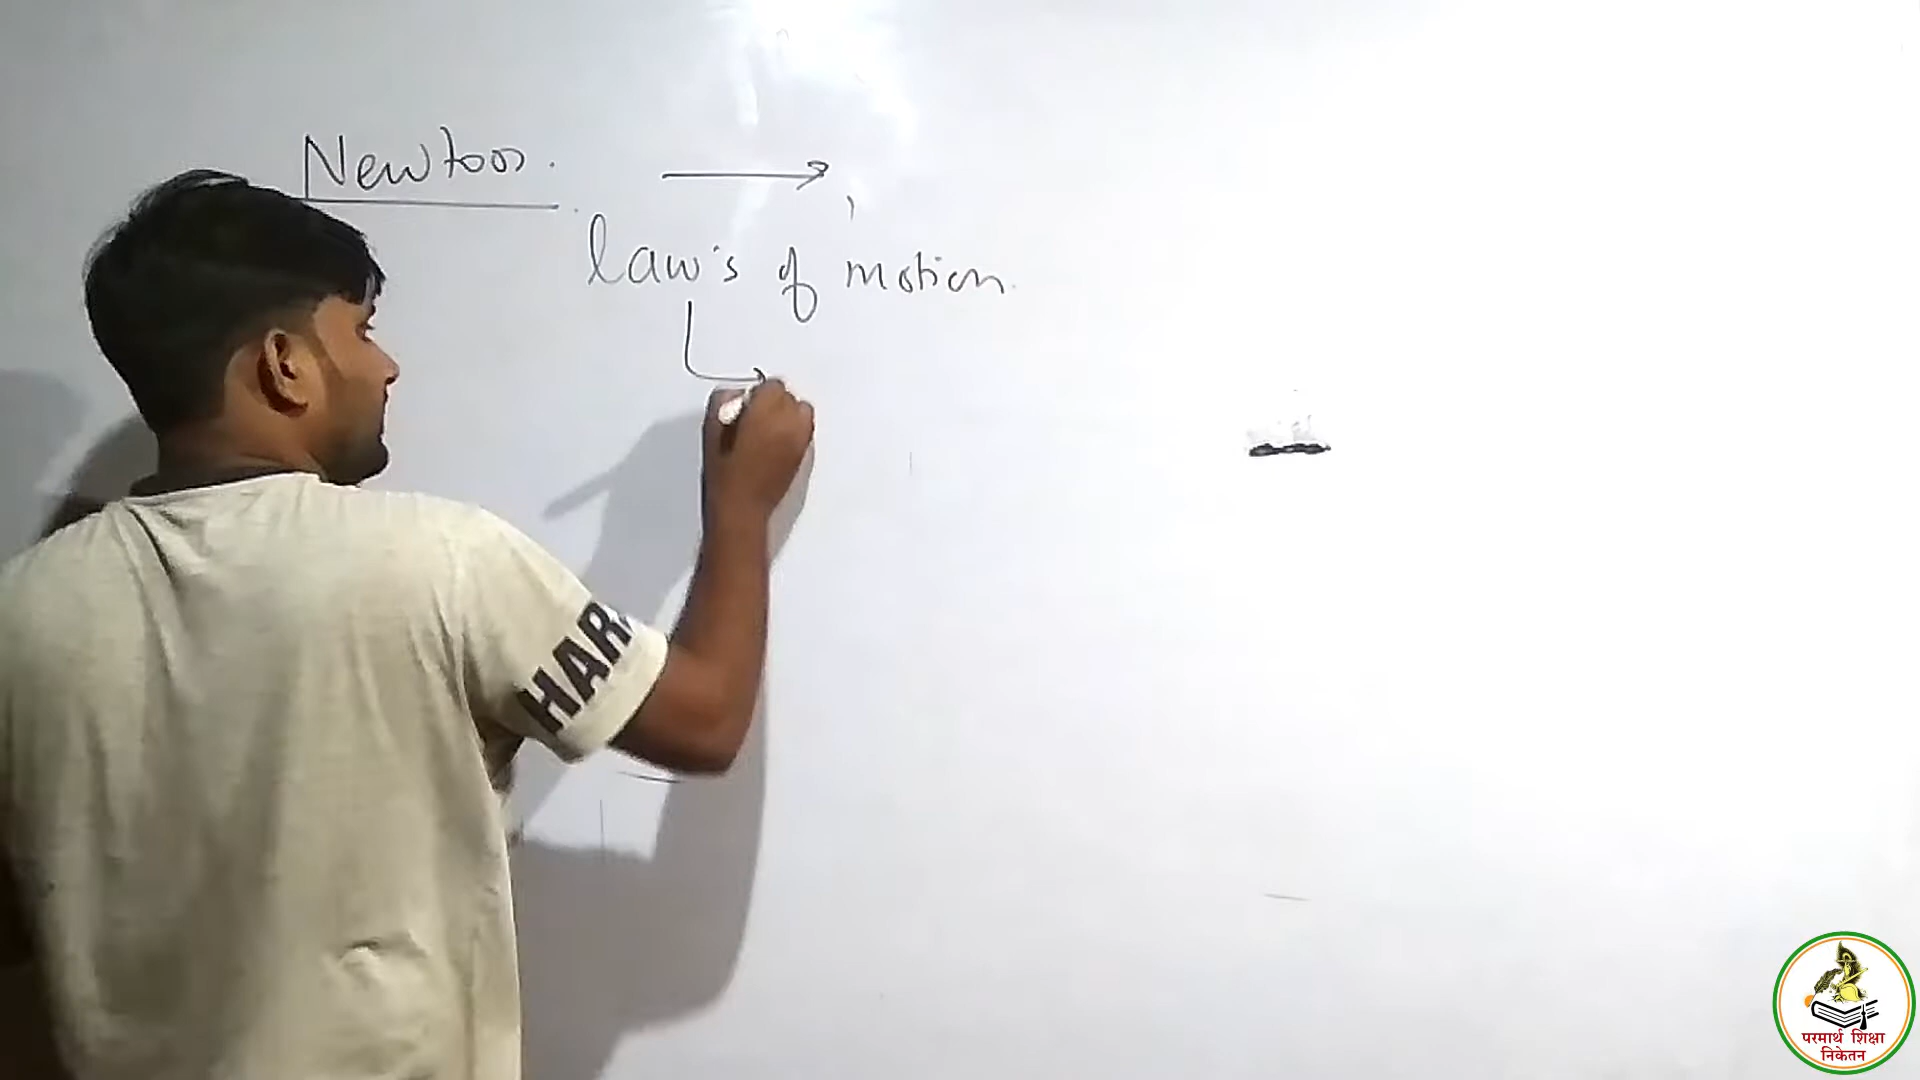 Newton.
law's of motion.
HAR
परमार्थ शिक्षा
निकेतन